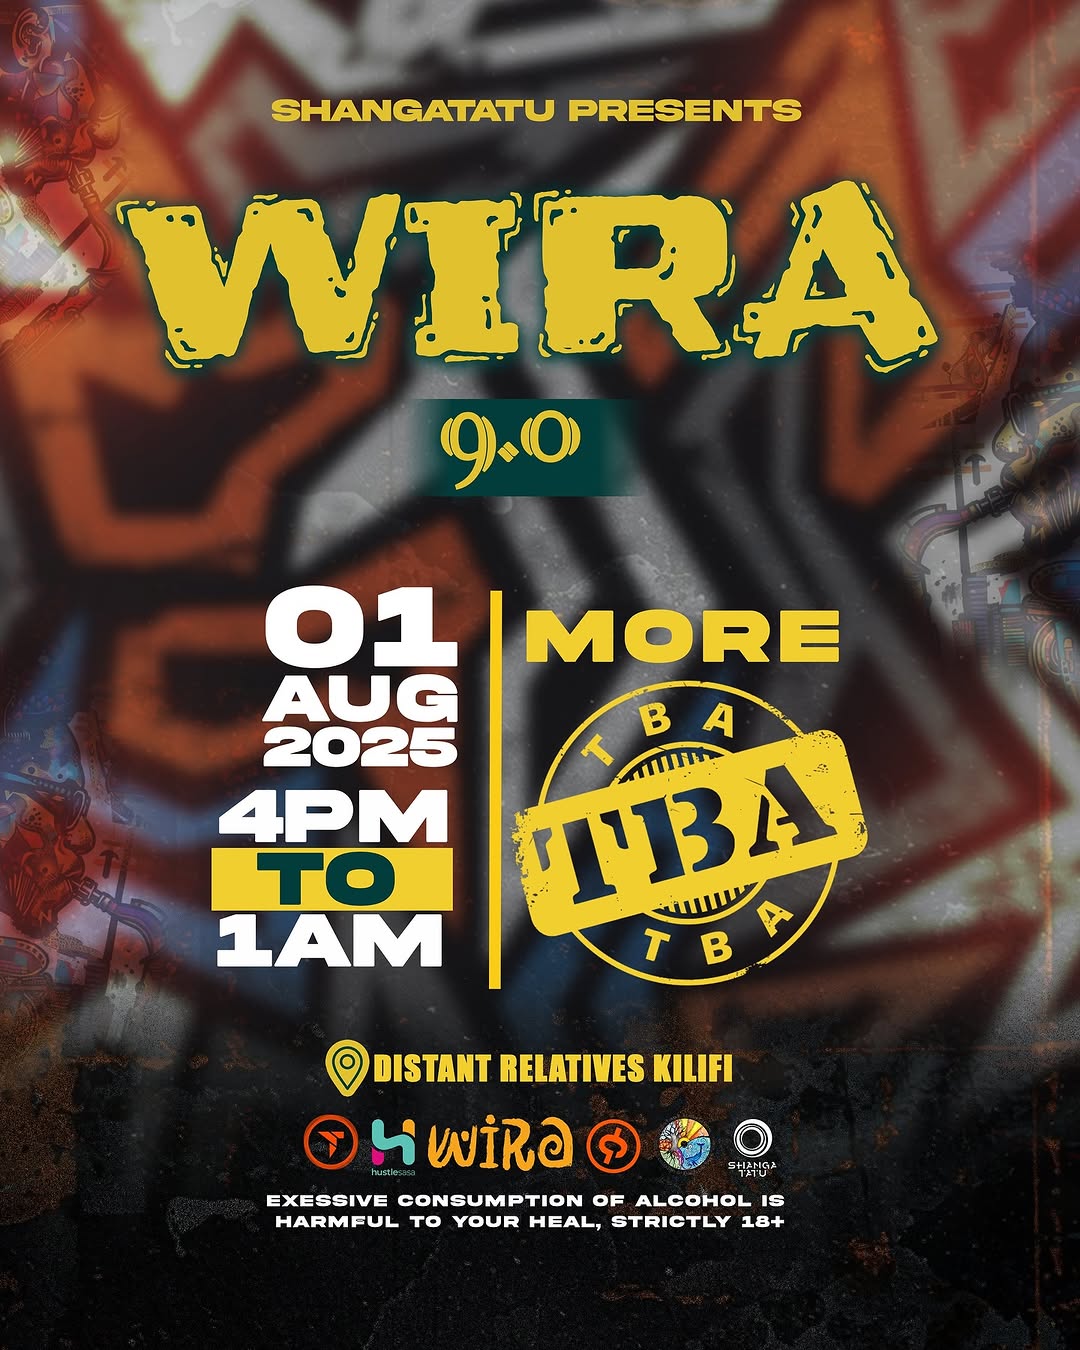 SHANGATATU PRESENTS
WIRA
9.0
01
AUG
2025
4PM
TO
1AM
MORE
TBA
TBA
TBA
DISTANT RELATIVES KILIFI
hustlesasa
WIRA
SHANGA
TATU
EXESSIVE CONSUMPTION OF ALCOHOL IS
HARMFUL TO YOUR HEAL, STRICTLY 18+